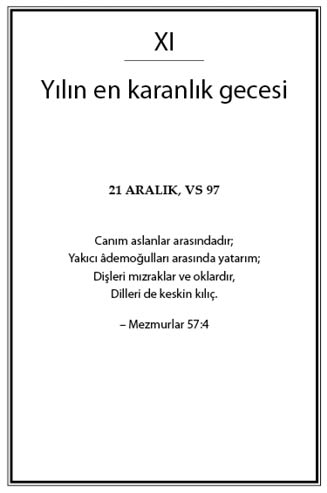 XI
Yılın en karanlık gecesi
21 ARALIK, VS 97
Canım aslanlar arasındadır;
Yakıcı âdemoğulları arasında yatarım;
Dişleri mızraklar ve oklardır,
Dilleri de keskin kılıç.
– Mezmurlar 57:4